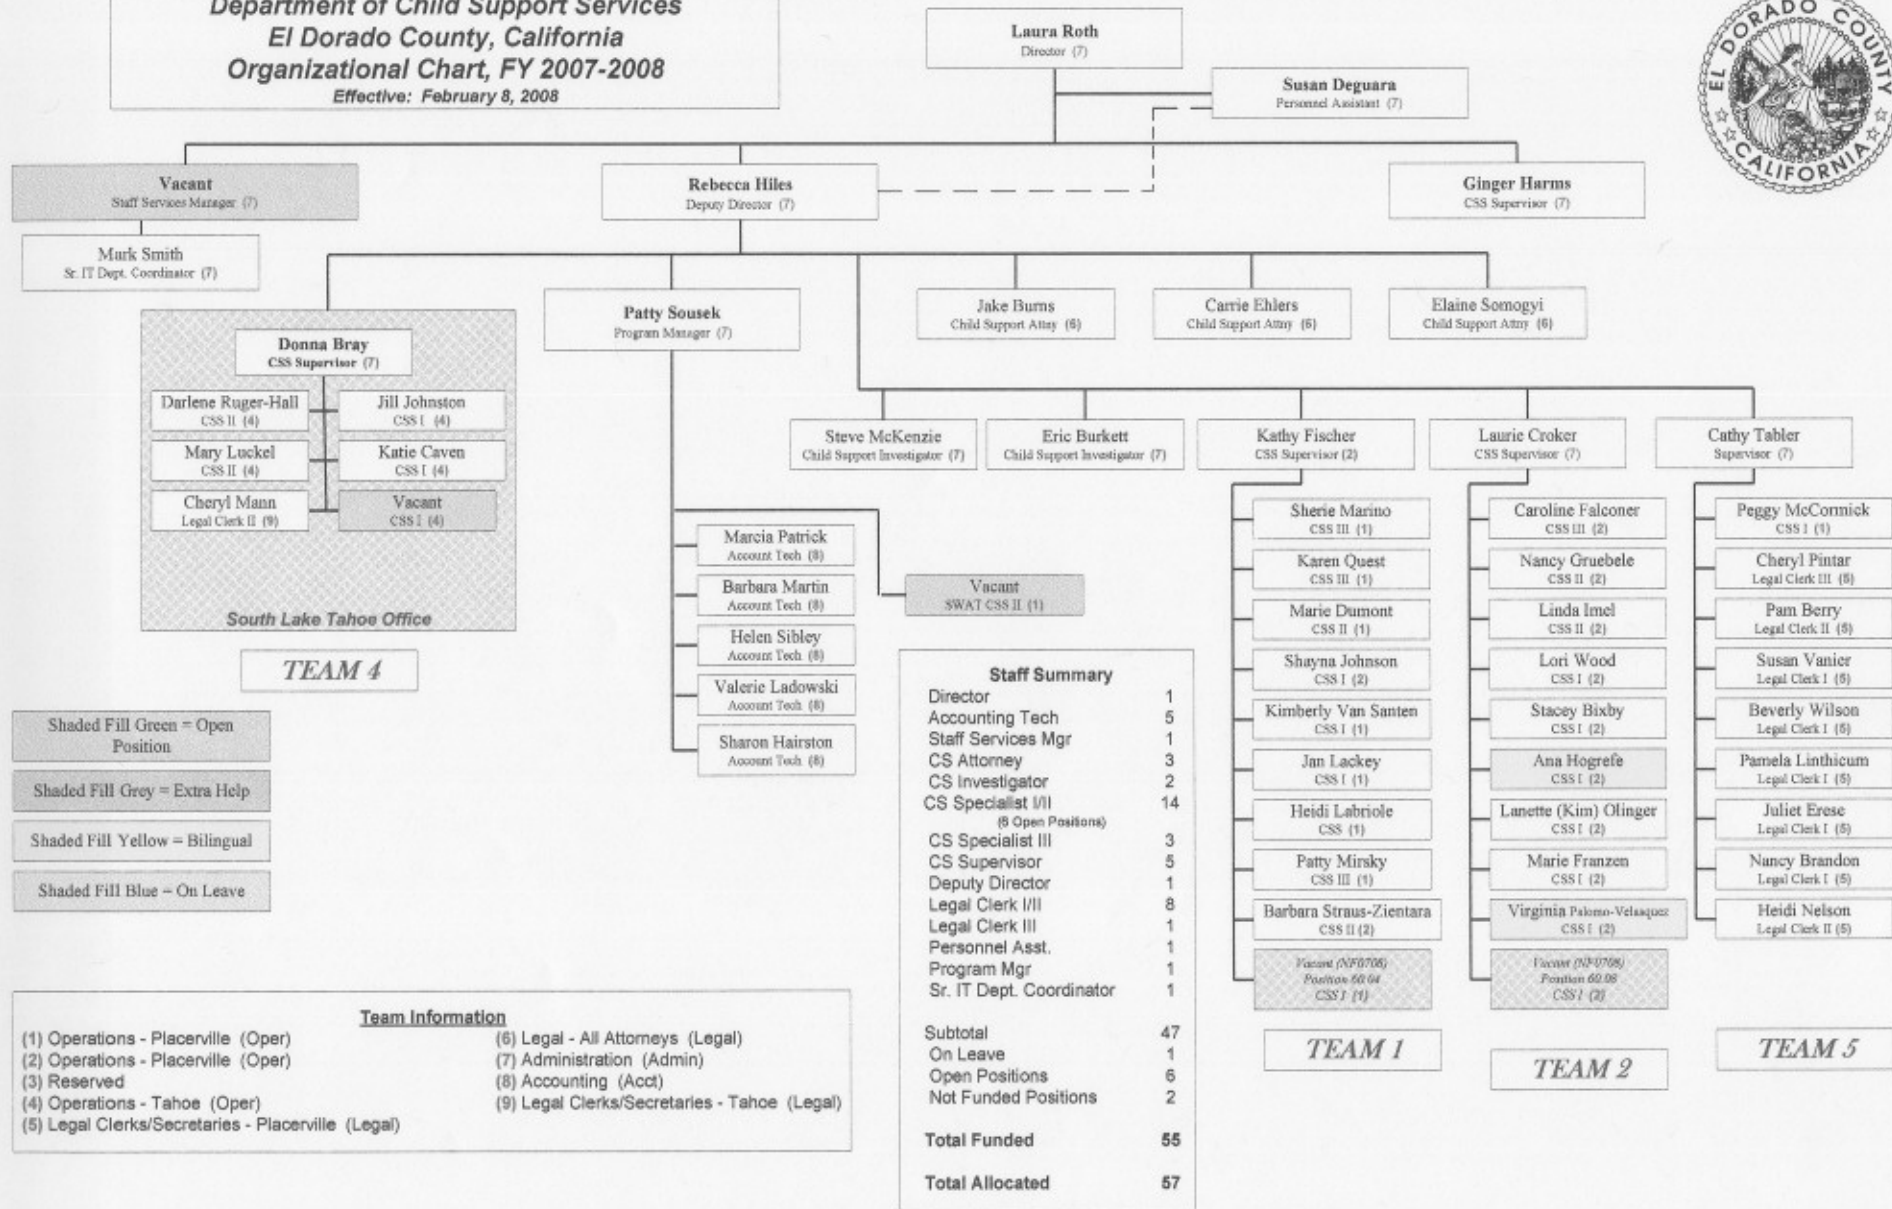 Department of Child Support Services
El Dorado County, California
Organizational Chart, FY 2007-2008
Effective: February 8, 2008
Laura Roth
Director (7)
Susan Deguara
Personnel Assistant (7)
EL DORADO COUNTY
CALIFORNIA
Vacant
Staff Services Manager (7)
Rebecca Hiles
Deputy Director (7)
Ginger Harms
CSS Supervisor (7)
Mark Smith
Sr. IT Dept. Coordinator (7)
Patty Sousek
Program Manager (7)
Jake Burns
Child Support Attny (6)
Carrie Ehlers
Child Support Attny (6)
Elaine Somogyi
Child Support Attny (6)
Donna Bray
CSS Supervisor (7)
Darlene Ruger-Hall
CSS II (4)
Jill Johnston
CSS I (4)
Mary Luckel
CSS II (4)
Katie Caven
CSS I (4)
Cheryl Mann
Legal Clerk II (9)
Vacant
CSS I (4)
South Lake Tahoe Office
TEAM 4
Steve McKenzie
Child Support Investigator (7)
Eric Burkett
Child Support Investigator (7)
Kathy Fischer
CSS Supervisor (2)
Laurie Croker
CSS Supervisor (7)
Cathy Tabler
Supervisor (7)
Marcia Patrick
Account Tech (8)
Barbara Martin
Account Tech (8)
Helen Sibley
Account Tech (8)
Valerie Ladowski
Account Tech (8)
Sharon Hairston
Account Tech (8)
Vacant
SWAT CSS II (1)
Sherie Marino
CSS III (1)
Karen Quest
CSS III (1)
Marie Dumont
CSS II (1)
Shayna Johnson
CSS I (2)
Kimberly Van Santen
CSS I (1)
Jan Lackey
CSS I (1)
Heidi Labriole
CSS (1)
Patty Mirsky
CSS III (1)
Barbara Straus-Zientara
CSS II (2)
Vacant (NF0708)
Position 60.04
CSS I (1)
TEAM 1
Caroline Falconer
CSS III (2)
Nancy Gruebele
CSS II (2)
Linda Imel
CSS II (2)
Lori Wood
CSS I (2)
Stacey Bixby
CSS I (2)
Ana Hogrefe
CSS I (2)
Lanette (Kim) Olinger
CSS I (2)
Marie Franzen
CSS I (2)
Virginia Palomo-Velasquez
CSS I (2)
Vacant (NF0708)
Position 60.08
CSS I (2)
TEAM 2
Peggy McCormick
CSS I (1)
Cheryl Pintar
Legal Clerk III (5)
Pam Berry
Legal Clerk II (5)
Susan Vanier
Legal Clerk I (5)
Beverly Wilson
Legal Clerk I (5)
Pamela Linthicum
Legal Clerk I (5)
Juliet Erese
Legal Clerk I (5)
Nancy Brandon
Legal Clerk I (5)
Heidi Nelson
Legal Clerk II (5)
TEAM 5
Shaded Fill Green = Open
Position
Shaded Fill Grey = Extra Help
Shaded Fill Yellow = Bilingual
Shaded Fill Blue = On Leave
Staff Summary
Director 1
Accounting Tech 5
Staff Services Mgr 1
CS Attorney 3
CS Investigator 2
CS Specialist I/II 14
(6 Open Positions)
CS Specialist III 3
CS Supervisor 5
Deputy Director 1
Legal Clerk I/II 8
Legal Clerk III 1
Personnel Asst. 1
Program Mgr 1
Sr. IT Dept. Coordinator 1
Subtotal 47
On Leave 1
Open Positions 6
Not Funded Positions 2
Total Funded 55
Total Allocated 57
Team Information
(1) Operations - Placerville (Oper)
(2) Operations - Placerville (Oper)
(3) Reserved
(4) Operations - Tahoe (Oper)
(5) Legal Clerks/Secretaries - Placerville (Legal)
(6) Legal - All Attorneys (Legal)
(7) Administration (Admin)
(8) Accounting (Acct)
(9) Legal Clerks/Secretaries - Tahoe (Legal)